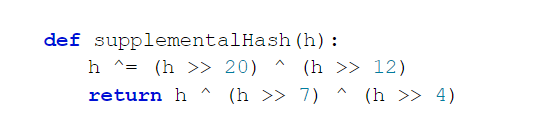 def supplementalHash(h):
    h ^= (h >> 20) ^ (h >> 12)
    return h ^ (h >> 7) ^ (h >> 4)